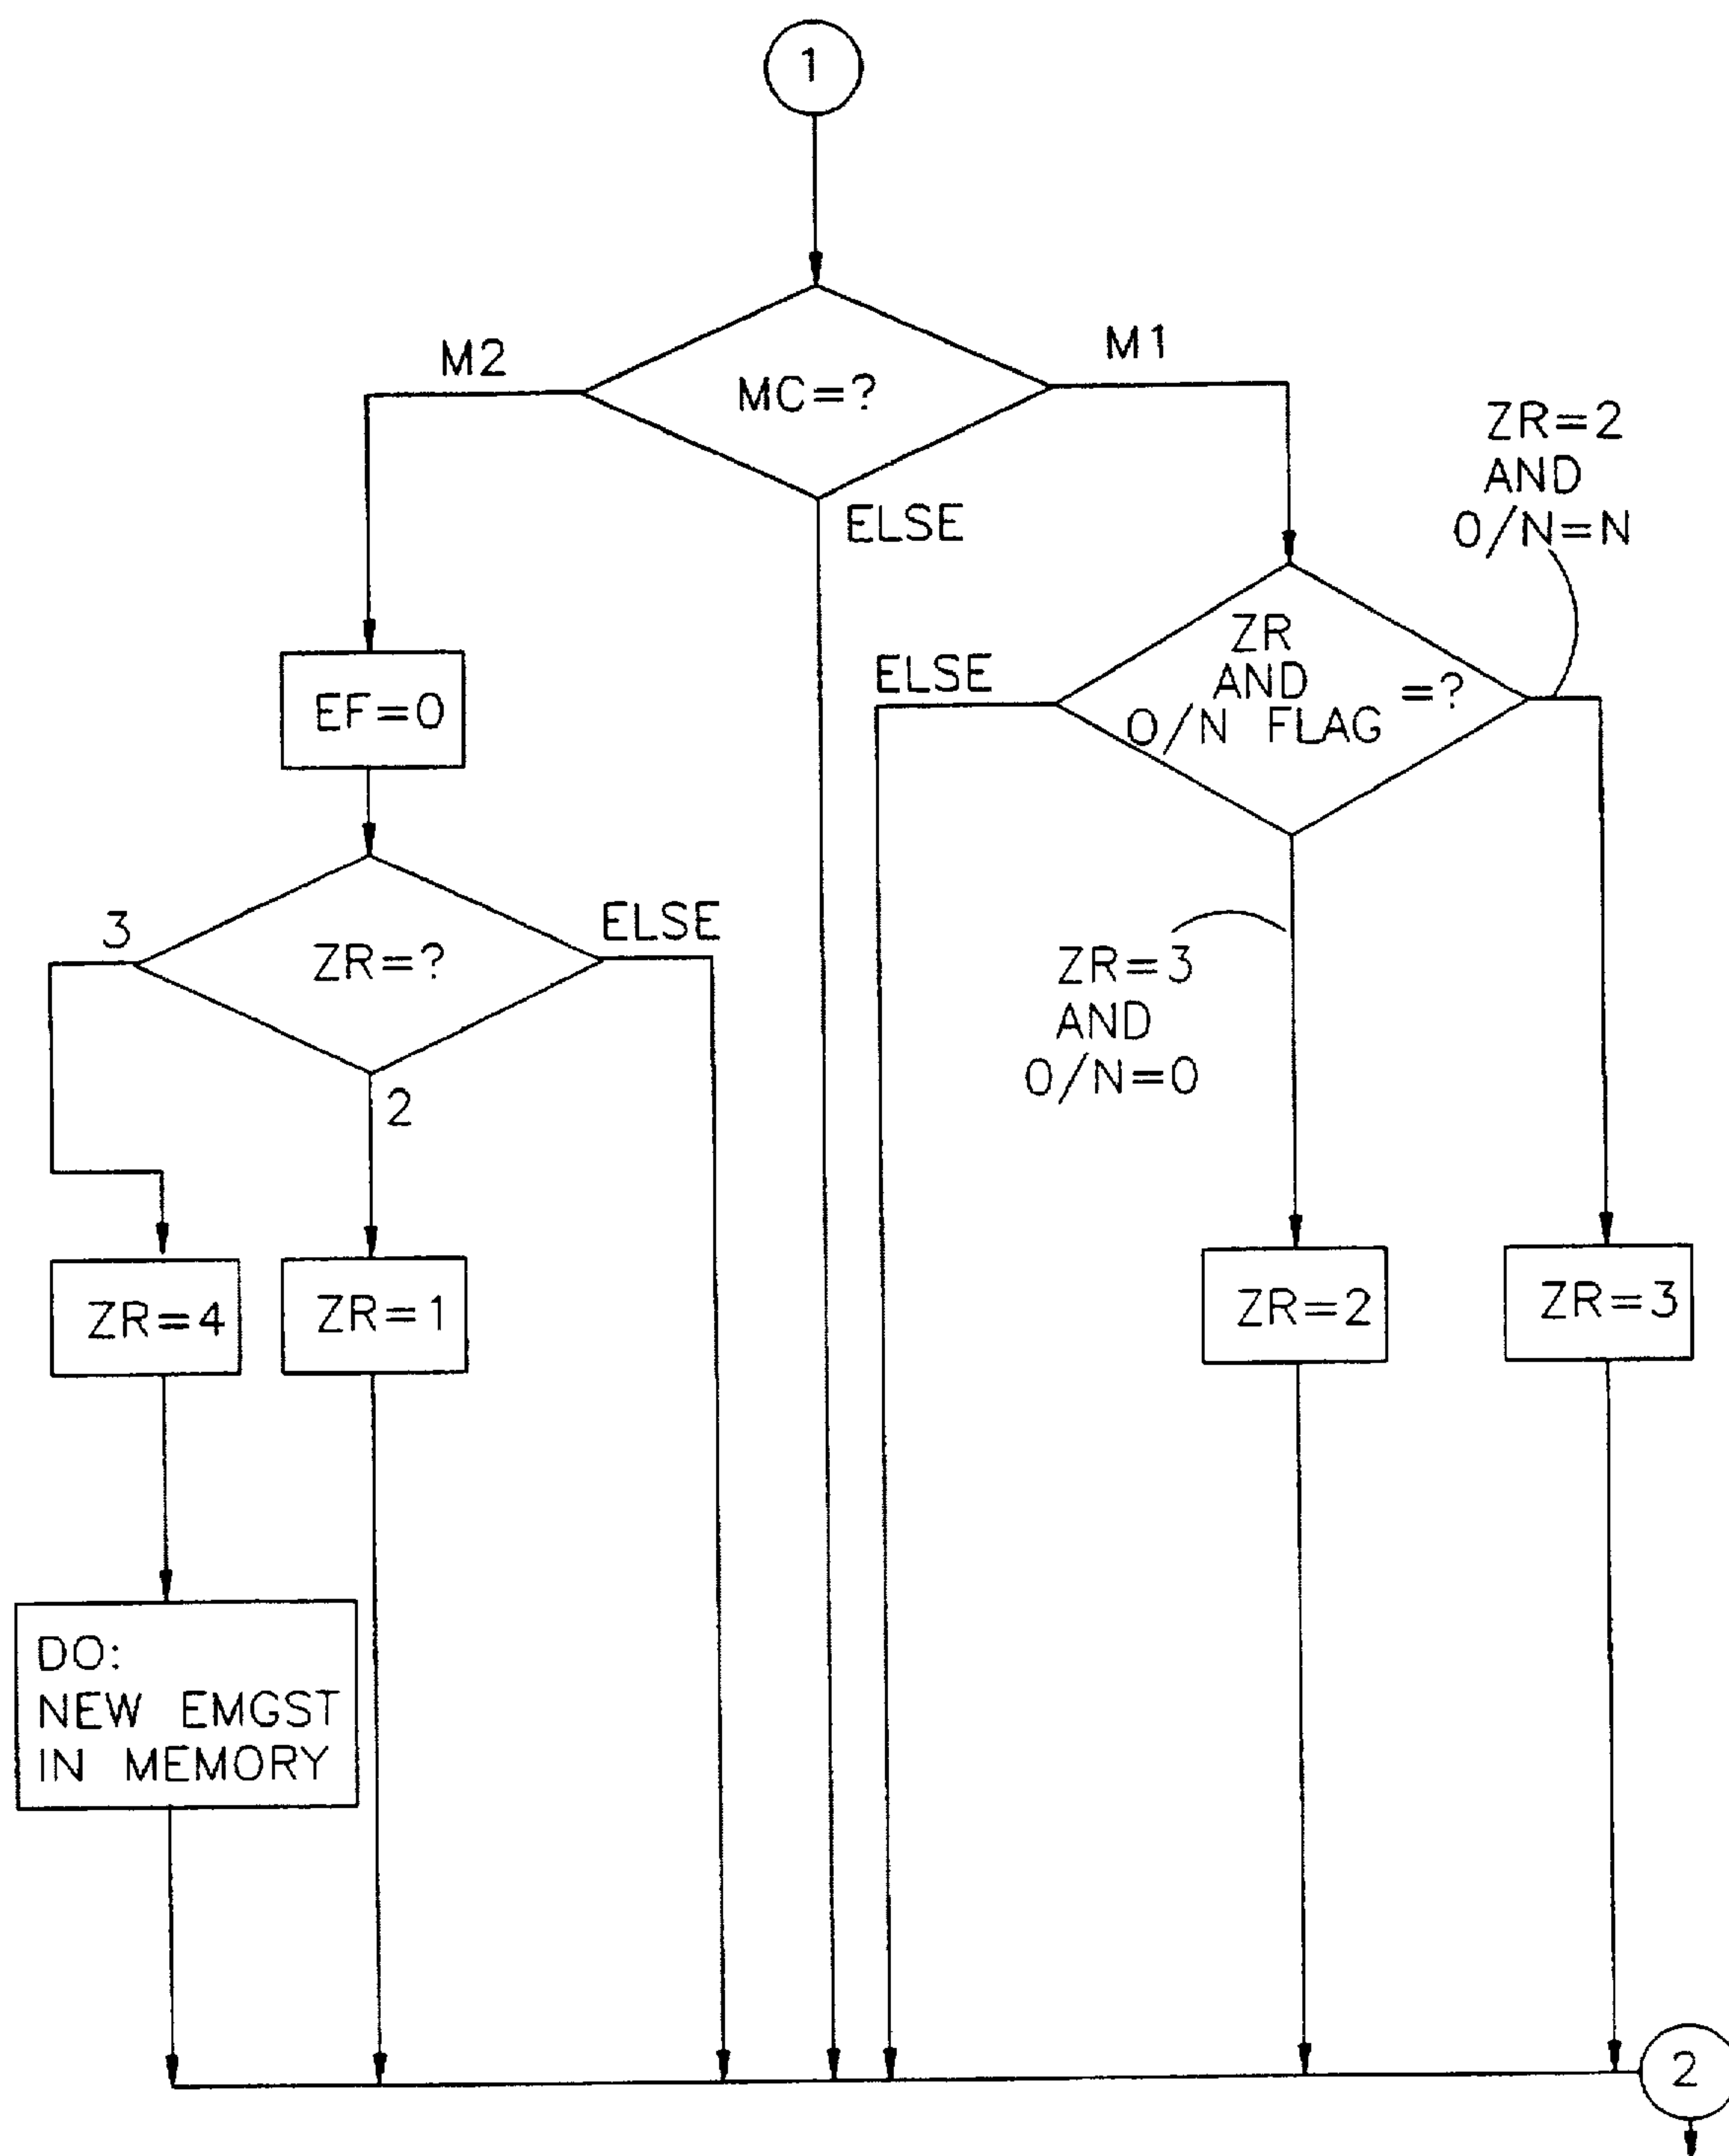 1
M2
MC=?
M1
ELSE
ZR=2
AND
O/N=N
EF=0
ELSE
ZR
AND
O/N FLAG
=?
3
ZR=?
ELSE
2
ZR=3
AND
O/N=O
ZR=4
ZR=1
ZR=2
ZR=3
DO:
NEW EMGST
IN MEMORY
2